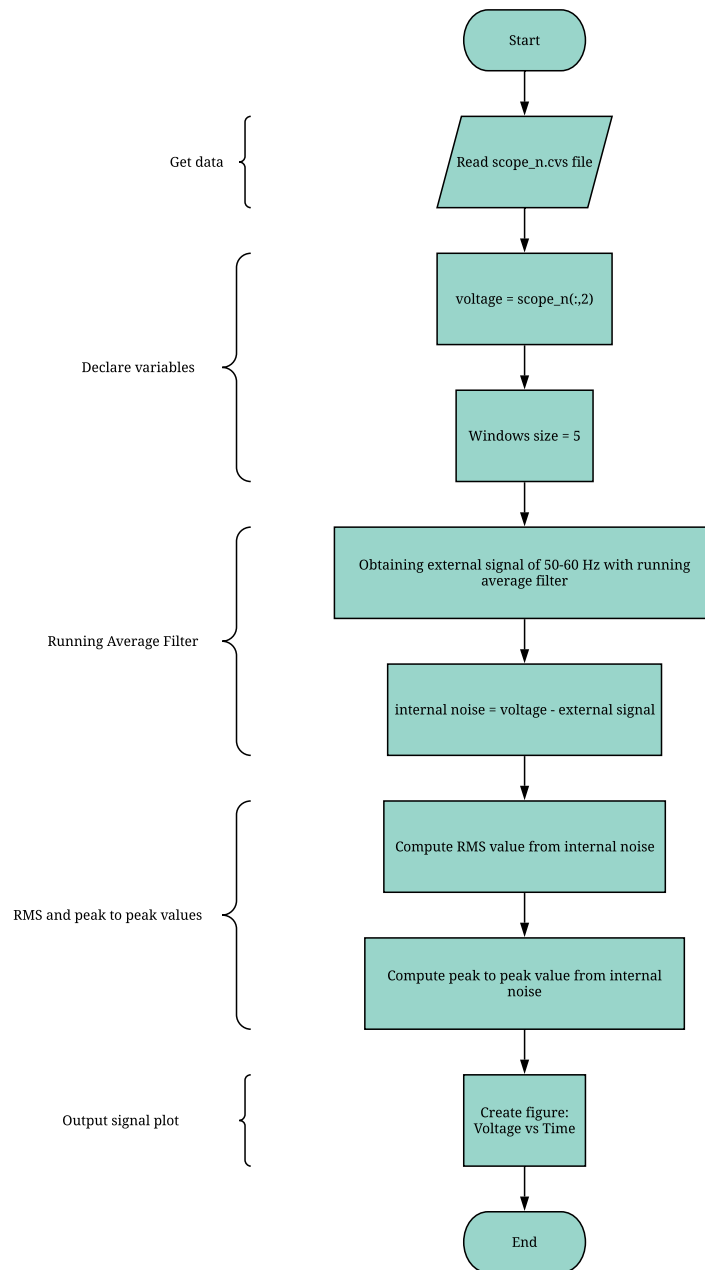 Start
Get data
Read scope_n.cvs file
voltage = scope_n(:,2)
Declare variables
Windows size = 5
Obtaining external signal of 50-60 Hz with running
average filter
Running Average Filter
internal noise = voltage - external signal
Compute RMS value from internal noise
RMS and peak to peak values
Compute peak to peak value from internal
noise
Output signal plot
Create figure:
Voltage vs Time
End